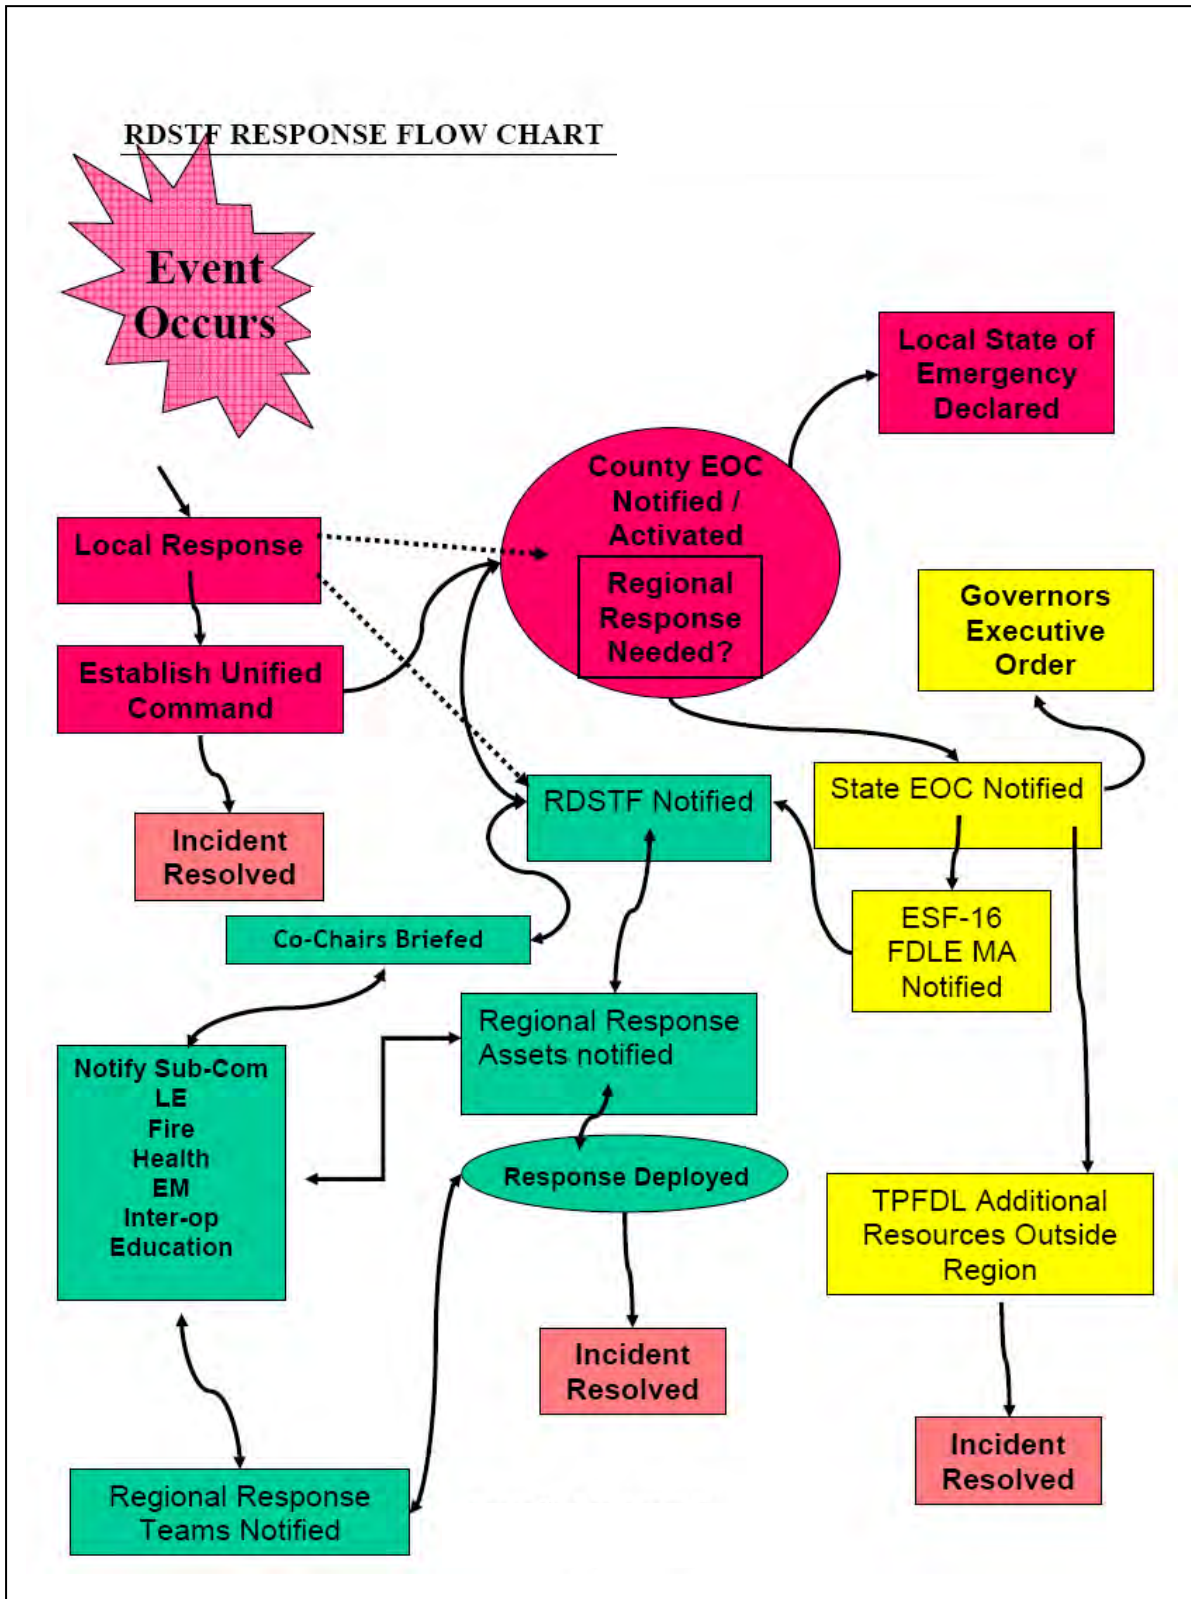 RDSTF RESPONSE FLOW CHART
Event
Occurs
Local State of
Emergency
Declared
County EOC
Notified /
Activated
Regional
Response
Needed?
Local Response
Governors
Executive
Order
Establish Unified
Command
RDSTF Notified
State EOC Notified
Incident
Resolved
Co-Chairs Briefed
ESF-16
FDLE MA
Notified
Regional Response
Assets notified
Notify Sub-Com
LE
Fire
Health
EM
Inter-op
Education
Response Deployed
TPFDL Additional
Resources Outside
Region
Incident
Resolved
Incident
Resolved
Regional Response
Teams Notified